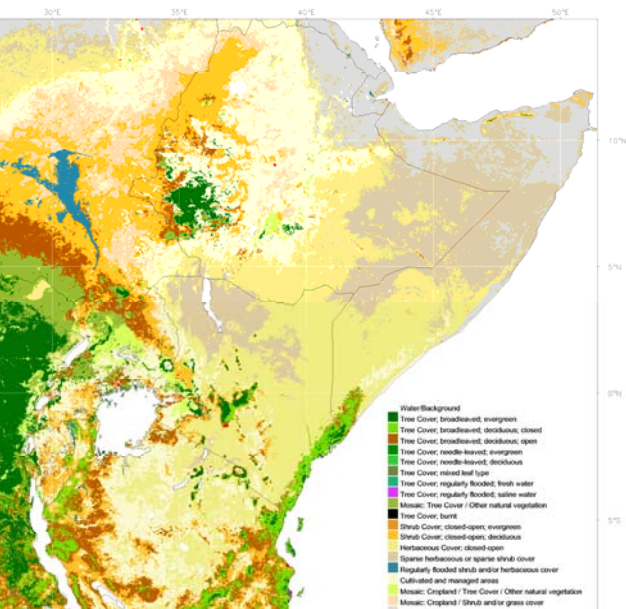 30°E 35°E 40°E 45°E 50°E
10°N
5°N
0°N
5°S
Water/Background
Tree Cover; broadleaved; evergreen
Tree Cover; broadleaved; deciduous; closed
Tree Cover; broadleaved; deciduous; open
Tree Cover; needle-leaved; evergreen
Tree Cover; needle-leaved; deciduous
Tree Cover; mixed leaf type
Tree Cover; regularly flooded; fresh water
Tree Cover; regularly flooded; saline water
Mosaic: Tree Cover / Other natural vegetation
Tree Cover; burnt
Shrub Cover; closed-open; evergreen
Shrub Cover; closed-open; deciduous
Herbaceous Cover; closed-open
Sparse herbaceous or sparse shrub cover
Regularly flooded shrub and/or herbaceous cover
Cultivated and managed areas
Mosaic: Cropland / Tree Cover / Other natural vegetation
Mosaic: Cropland / Shrub and/or grass cover